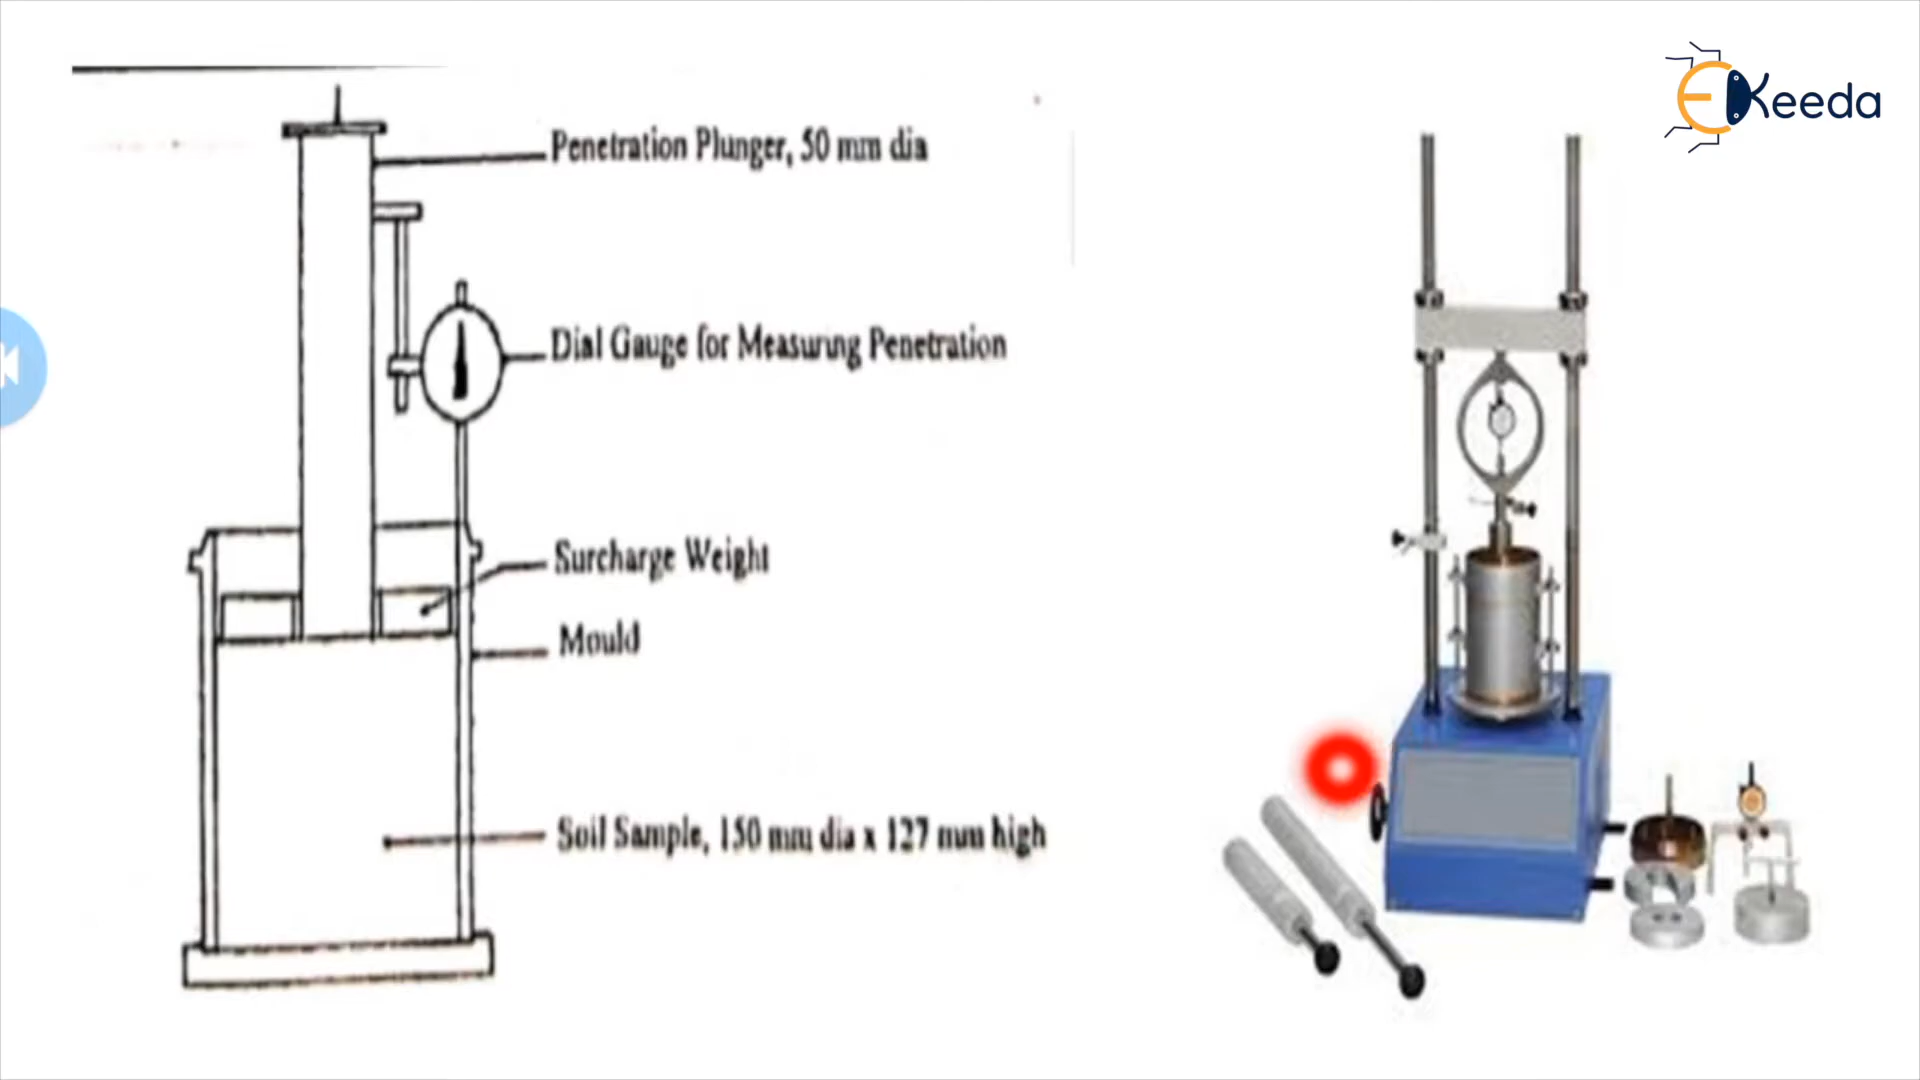 EKeeda
Penetration Plunger, 50 mm dia
Dial Gauge for Measuring Penetration
Surcharge Weight
Mould
Soil Sample, 150 mm dia x 127 mm high